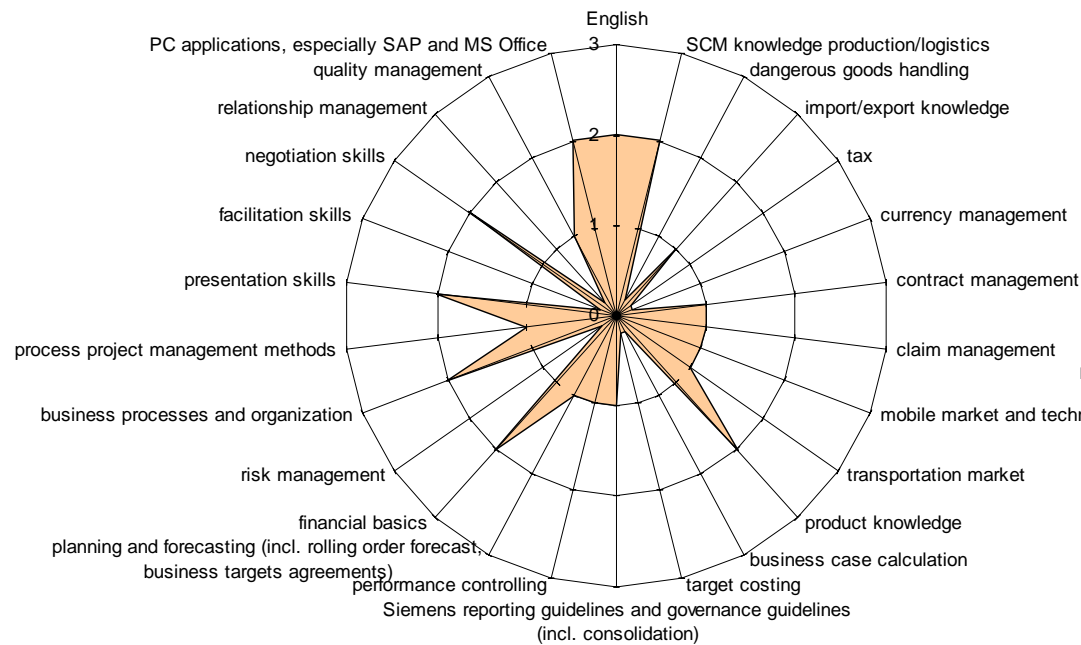 English
PC applications, especially SAP and MS Office
3
SCM knowledge production/logistics
quality management
dangerous goods handling
relationship management
import/export knowledge
2
negotiation skills
tax
facilitation skills
currency management
1
presentation skills
contract management
0
process project management methods
claim management
business processes and organization
mobile market and techn
risk management
transportation market
financial basics
product knowledge
planning and forecasting (incl. rolling order forecast,
business targets agreements)
business case calculation
performance controlling
target costing
Siemens reporting guidelines and governance guidelines
(incl. consolidation)